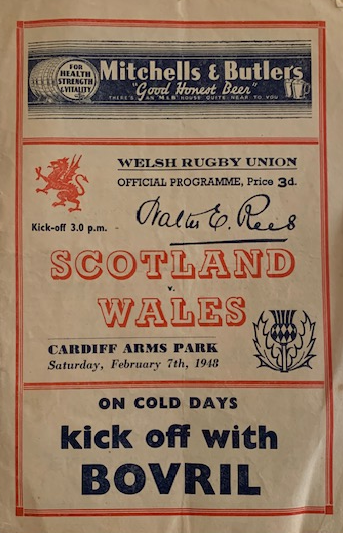 FOR
HEALTH
STRENGTH
& VITALITY
Mitchells & Butlers
"Good Honest Beer"
THERE'S AN M&B HOUSE QUITE NEAR TO YOU
WELSH RUGBY UNION
OFFICIAL PROGRAMME, Price 3d.
Walter E. Rees
Kick-off 3.0 p.m.
SCOTLAND
v.
WALES
CARDIFF ARMS PARK
Saturday, February 7th, 1948
ON COLD DAYS
kick off with
BOVRIL